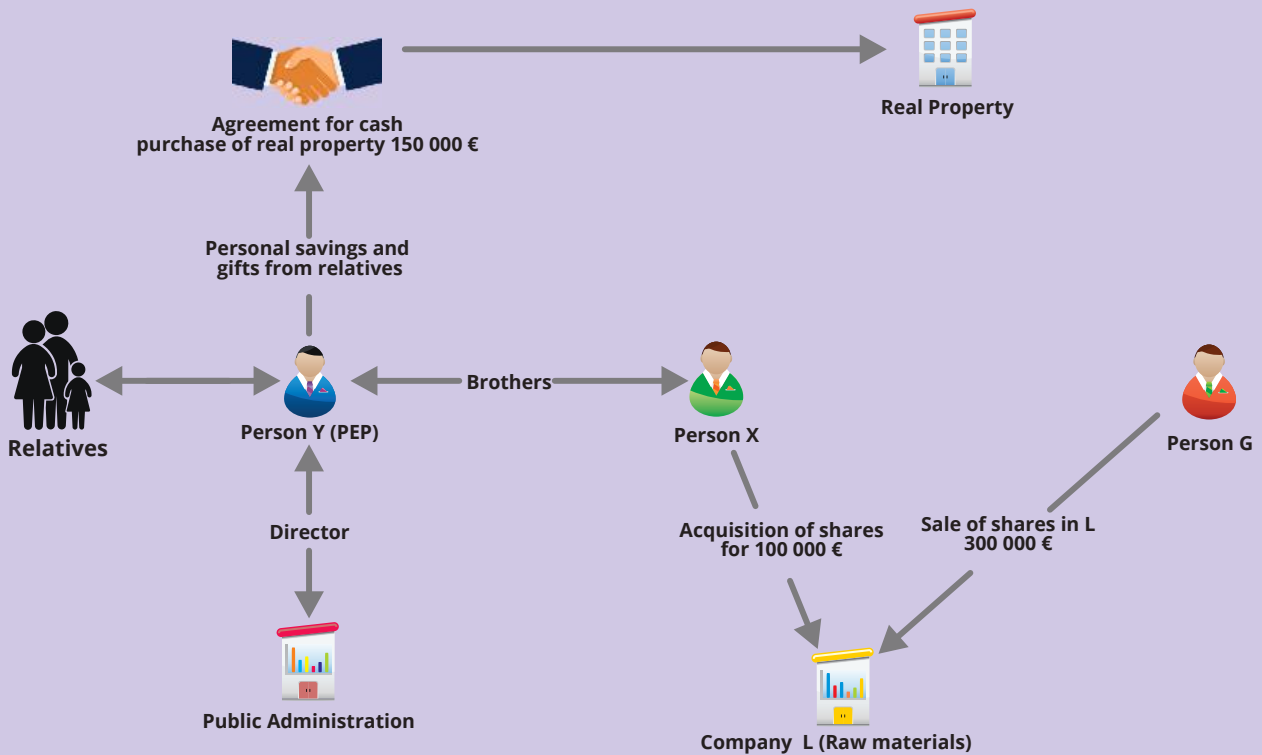 Agreement for cash
purchase of real property 150 000 €
Real Property
Personal savings and
gifts from relatives
Relatives
Person Y (PEP)
Brothers
Person X
Person G
Director
Acquisition of shares
for 100 000 €
Sale of shares in L
300 000 €
Public Administration
Company L (Raw materials)